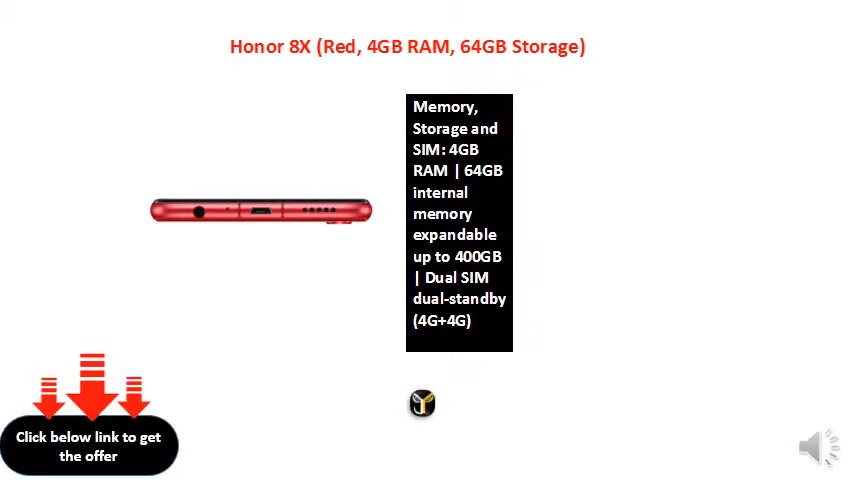 Honor 8X (Red, 4GB RAM, 64GB Storage)
Memory,
Storage and
SIM: 4GB
RAM | 64GB
internal
memory
expandable
up to 400GB
| Dual SIM
dual-standby
(4G+4G)
Click below link to get
the offer